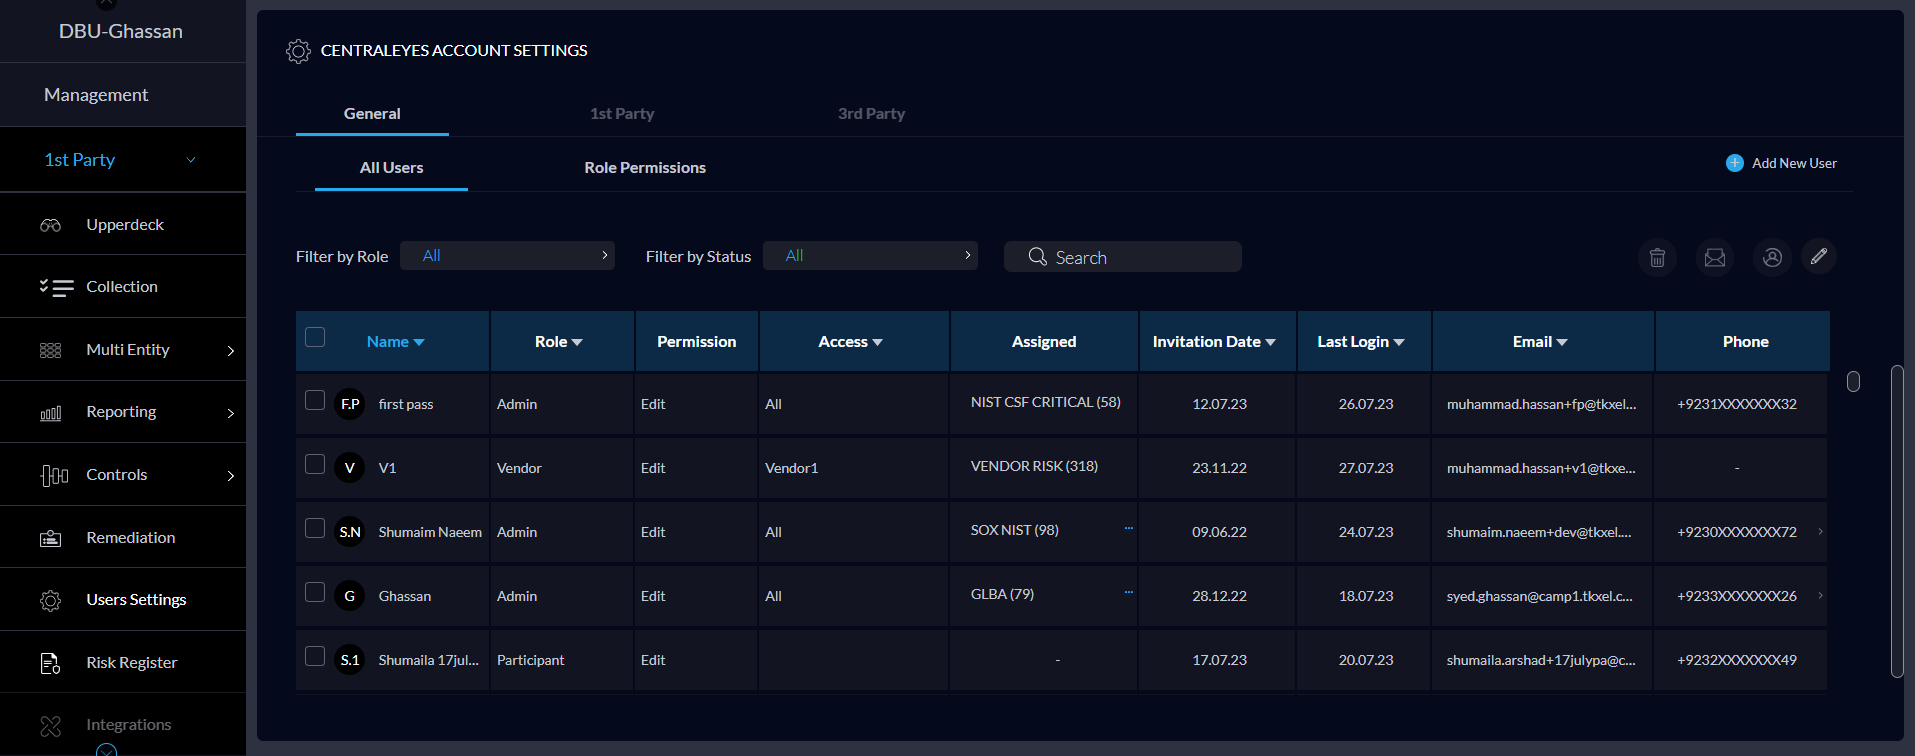 DBU-Ghassan
Management
1st Party
Upperdeck
Collection
Multi Entity
Reporting
Controls
Remediation
Users Settings
Risk Register
Integrations
CENTRALEYES ACCOUNT SETTINGS
General 1st Party 3rd Party
All Users Role Permissions Add New User
Filter by Role All Filter by Status All Search
Name Role Permission Access Assigned Invitation Date Last Login Email Phone
F.P first pass Admin Edit All NIST CSF CRITICAL (58) 12.07.23 26.07.23 muhammad.hassan+fp@tkxel... +9231XXXXXXX32
V V1 Vendor Edit Vendor1 VENDOR RISK (318) 23.11.22 27.07.23 muhammad.hassan+v1@tkxe... -
S.N Shumaim Naeem Admin Edit All SOX NIST (98) ... 09.06.22 24.07.23 shumaim.naeem+dev@tkxel.... +9230XXXXXXX72
G Ghassan Admin Edit All GLBA (79) ... 28.12.22 18.07.23 syed.ghassan@camp1.tkxel.c... +9233XXXXXXX26
S.1 Shumaila 17jul... Participant Edit - 17.07.23 20.07.23 shumaila.arshad+17julypa@c... +9232XXXXXXX49